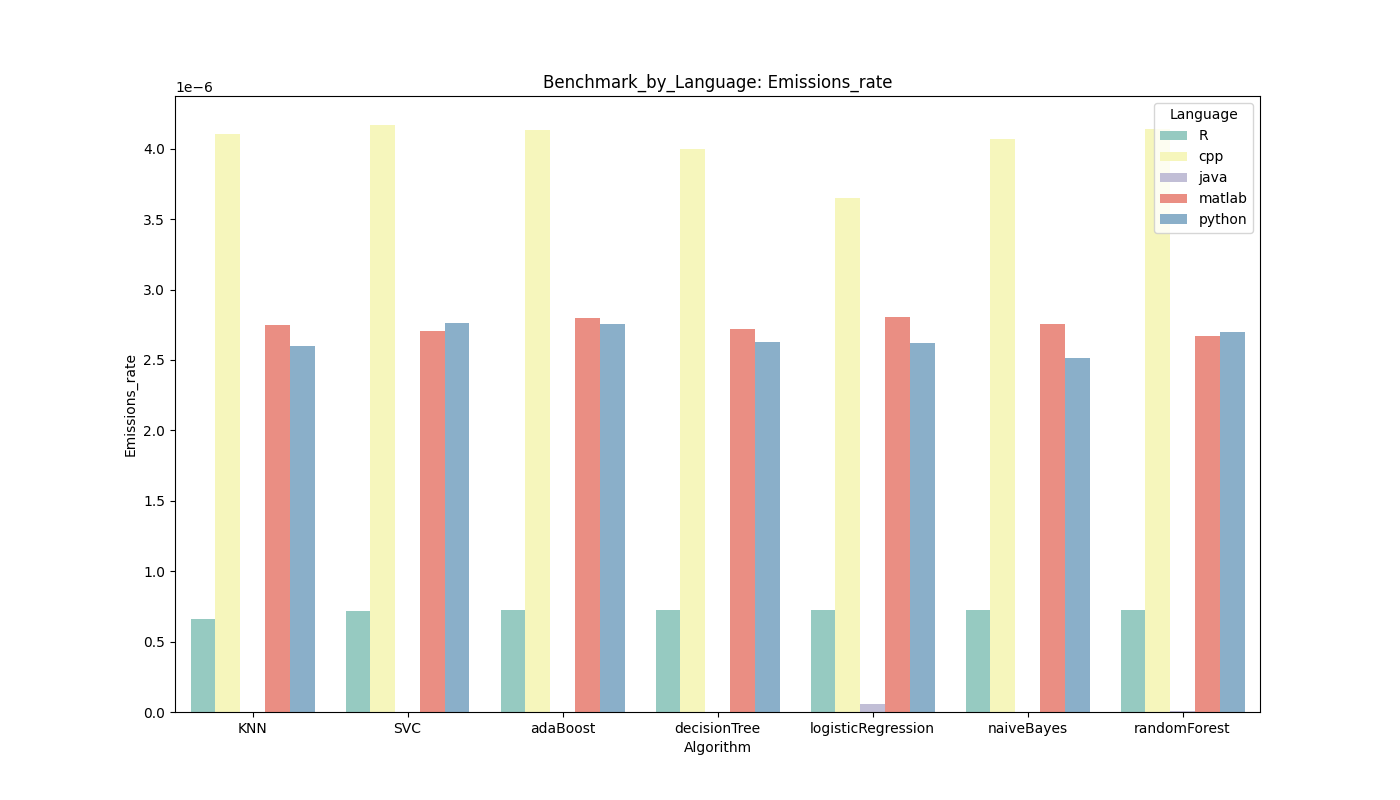 Benchmark_by_Language: Emissions_rate
1e−6
Language
R
cpp
java
matlab
python
4.0
3.5
3.0
2.5
2.0
1.5
1.0
0.5
0.0
Emissions_rate
KNN SVC adaBoost decisionTree logisticRegression naiveBayes randomForest
Algorithm